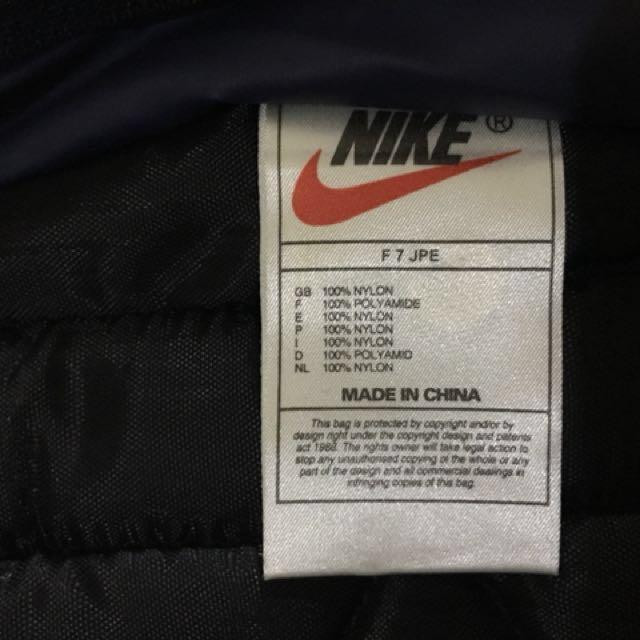 NIKE ®
F 7 JPE
GB 100% NYLON
F 100% POLYAMIDE
E 100% NYLON
P 100% NYLON
I 100% NYLON
D 100% POLYAMID
NL 100% NYLON
MADE IN CHINA
This bag is protected by copyright and/or by
design right under the copyright design and patents
act 1988. The rights owner will take legal action to
stop any unauthorised copying of the whole or any
part of the design and all commercial dealings in
infringing copies of this bag.